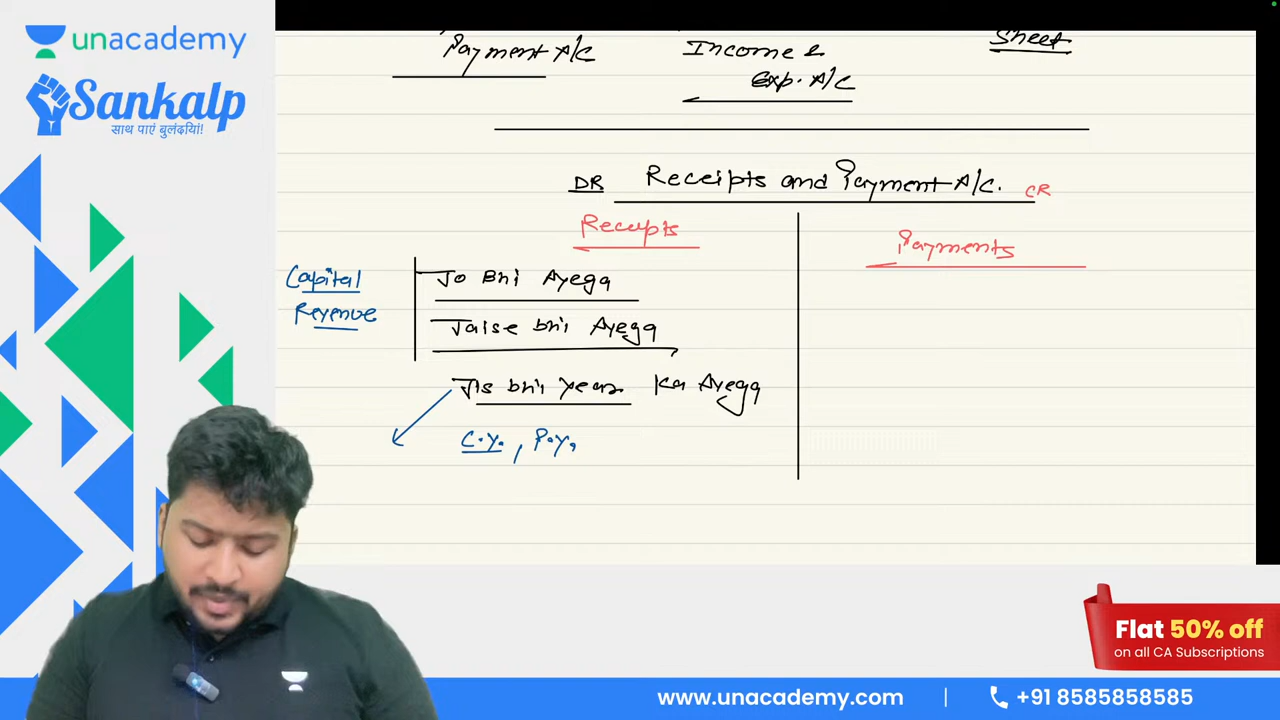 unacademy
Sankalp
साथ पाएं बुलंदियां!
Payment A/C
Income &
Exp. A/C
Sheet
DR Receipts and Payment A/C. CR
Receipts
Payments
Capital
Revenue
Jo Bhi Ayega
Jaise bhi Ayega
Jis bhi year Ka Ayega
C.Y., P.Y,
Flat 50% off
on all CA Subscriptions
www.unacademy.com | +91 8585858585